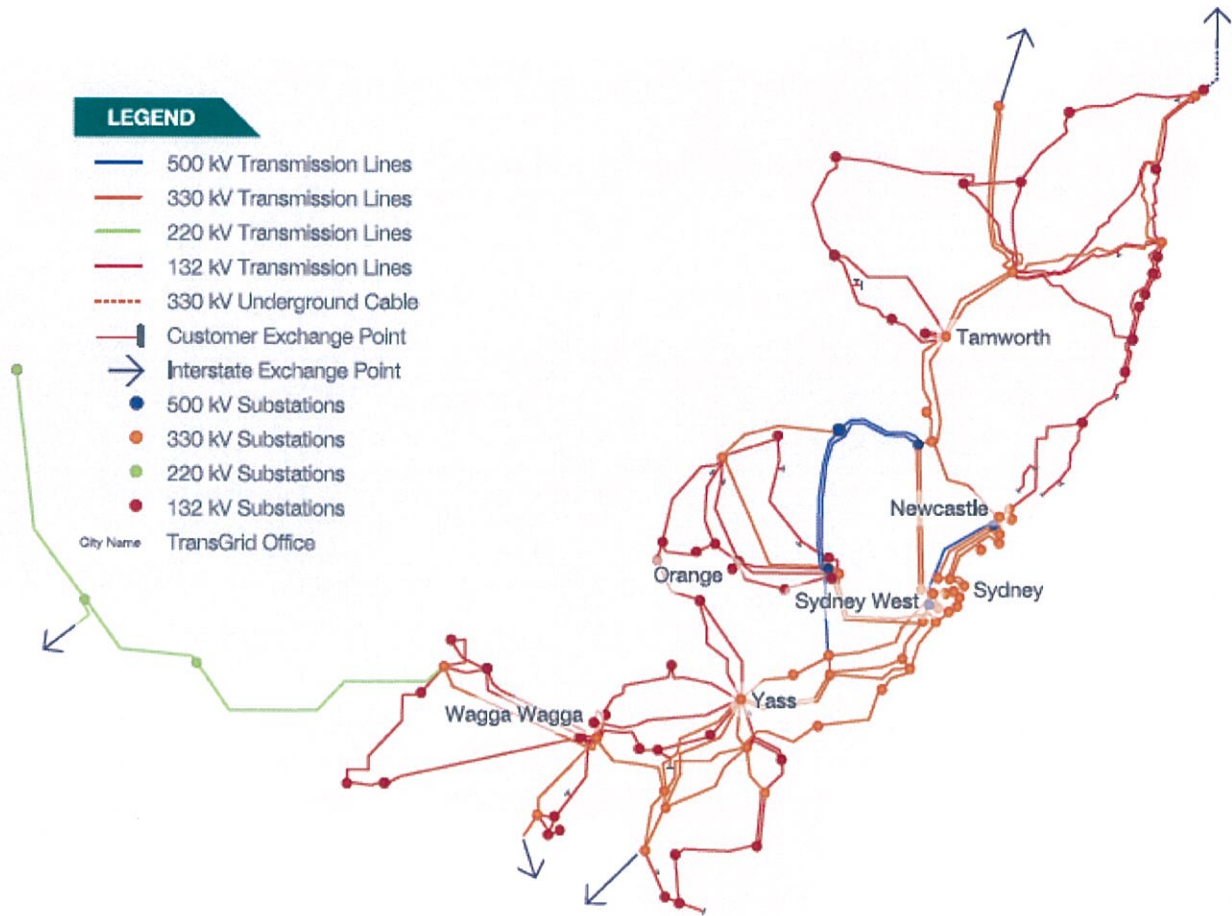 LEGEND
500 kV Transmission Lines
330 kV Transmission Lines
220 kV Transmission Lines
132 kV Transmission Lines
330 kV Underground Cable
Customer Exchange Point
Interstate Exchange Point
500 kV Substations
330 kV Substations
220 kV Substations
132 kV Substations
City Name TransGrid Office
Tamworth
Newcastle
Orange
Sydney West
Sydney
Yass
Wagga Wagga